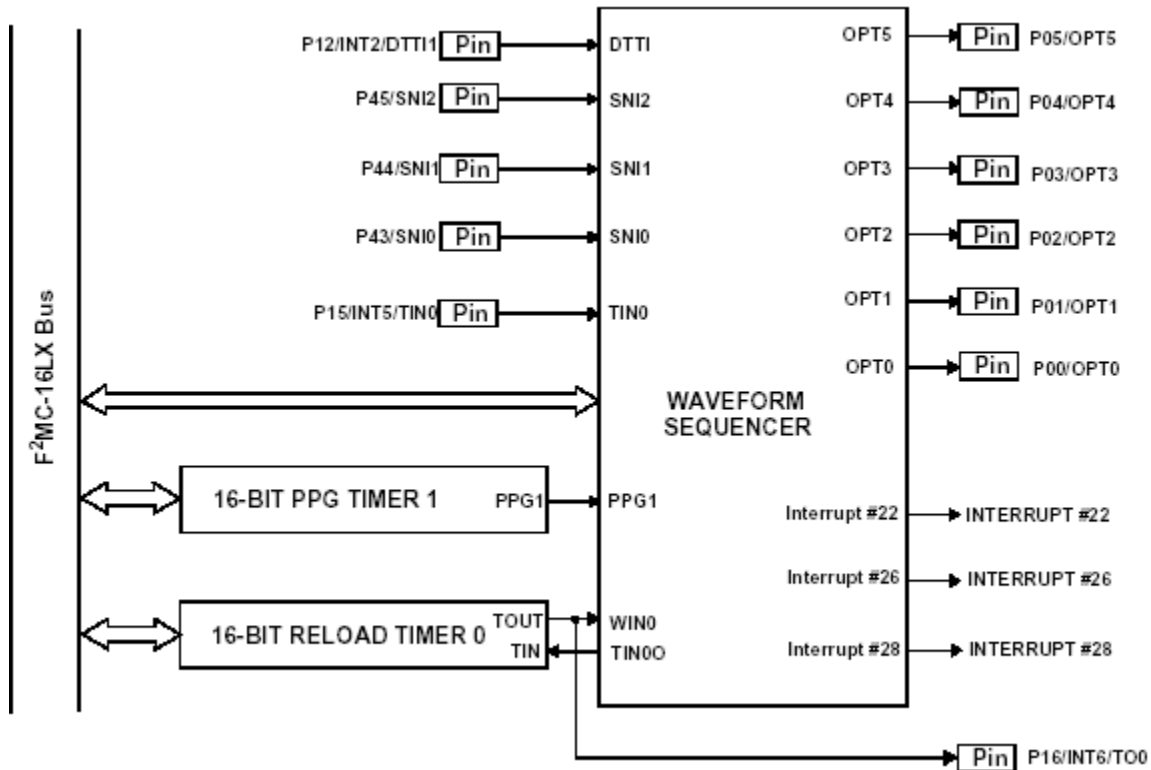 P12/INT2/DTTI1 Pin DTTI OPT5 Pin P05/OPT5
P45/SNI2 Pin SNI2 OPT4 Pin P04/OPT4
P44/SNI1 Pin SNI1 OPT3 Pin P03/OPT3
P43/SNI0 Pin SNI0 OPT2 Pin P02/OPT2
P15/INT5/TIN0 Pin TIN0 OPT1 Pin P01/OPT1
OPT0 Pin P00/OPT0
F²MC-16LX Bus
WAVEFORM
SEQUENCER
16-BIT PPG TIMER 1 PPG1 PPG1 Interrupt #22 INTERRUPT #22
Interrupt #26 INTERRUPT #26
16-BIT RELOAD TIMER 0 TOUT WIN0
TIN TIN0O Interrupt #28 INTERRUPT #28
Pin P16/INT6/TO0